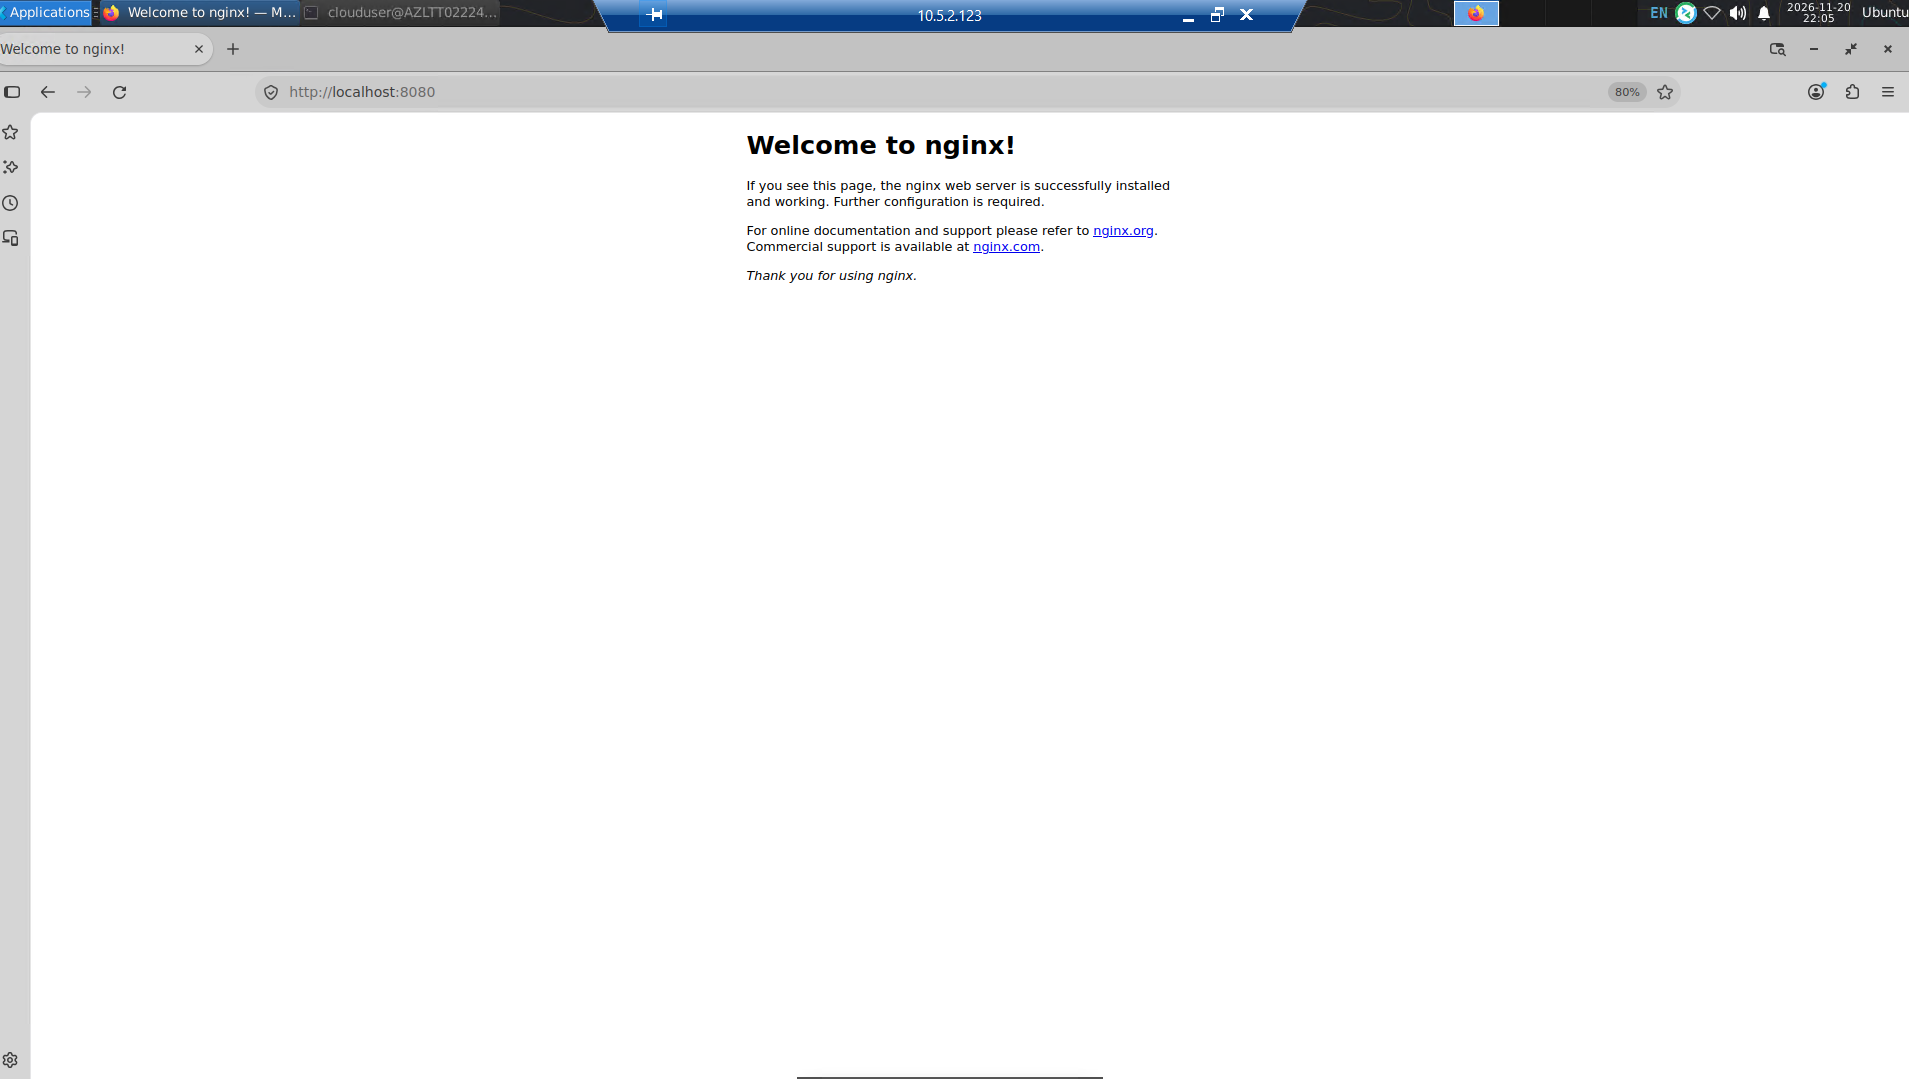 Applications
Welcome to nginx! — M...
clouduser@AZLTT02224...
10.5.2.123
EN
2026-11-20
22:05
Ubuntu
Welcome to nginx!
http://localhost:8080
80%
Welcome to nginx!
If you see this page, the nginx web server is successfully installed
and working. Further configuration is required.
For online documentation and support please refer to nginx.org.
Commercial support is available at nginx.com.
Thank you for using nginx.